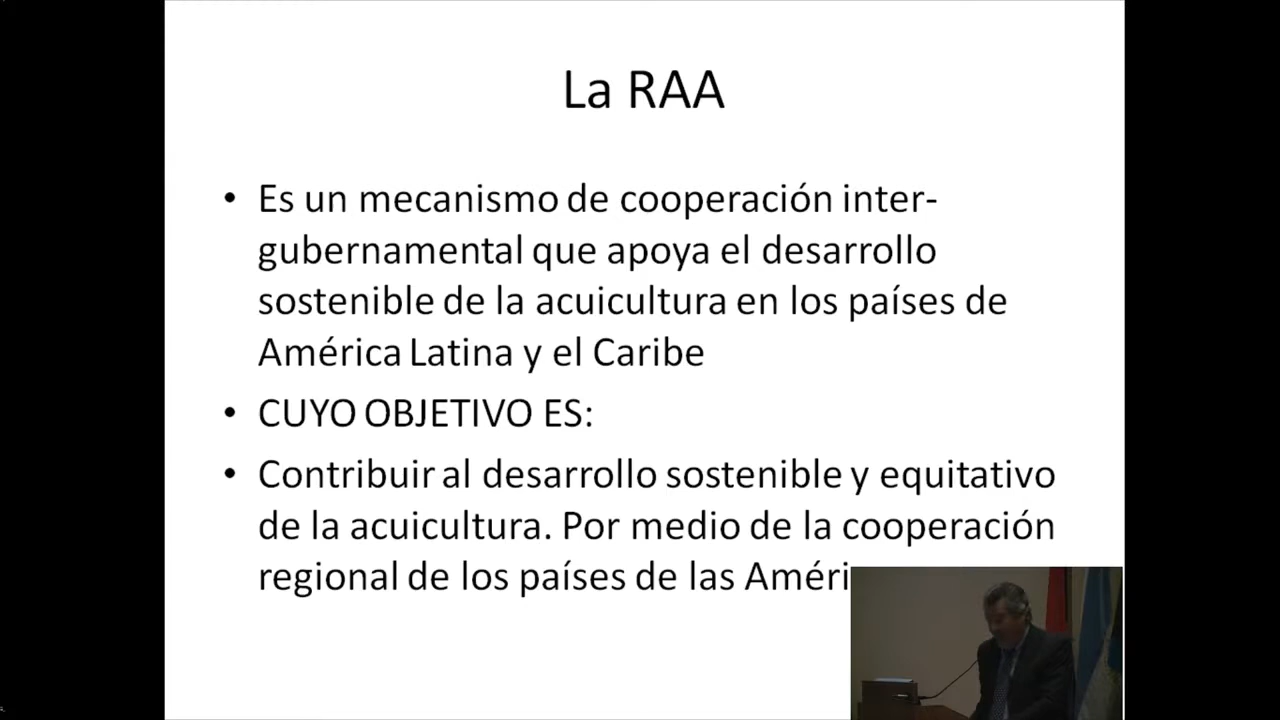 La RAA
• Es un mecanismo de cooperación inter-
gubernamental que apoya el desarrollo
sostenible de la acuicultura en los países de
América Latina y el Caribe
• CUYO OBJETIVO ES:
• Contribuir al desarrollo sostenible y equitativo
de la acuicultura. Por medio de la cooperación
regional de los países de las